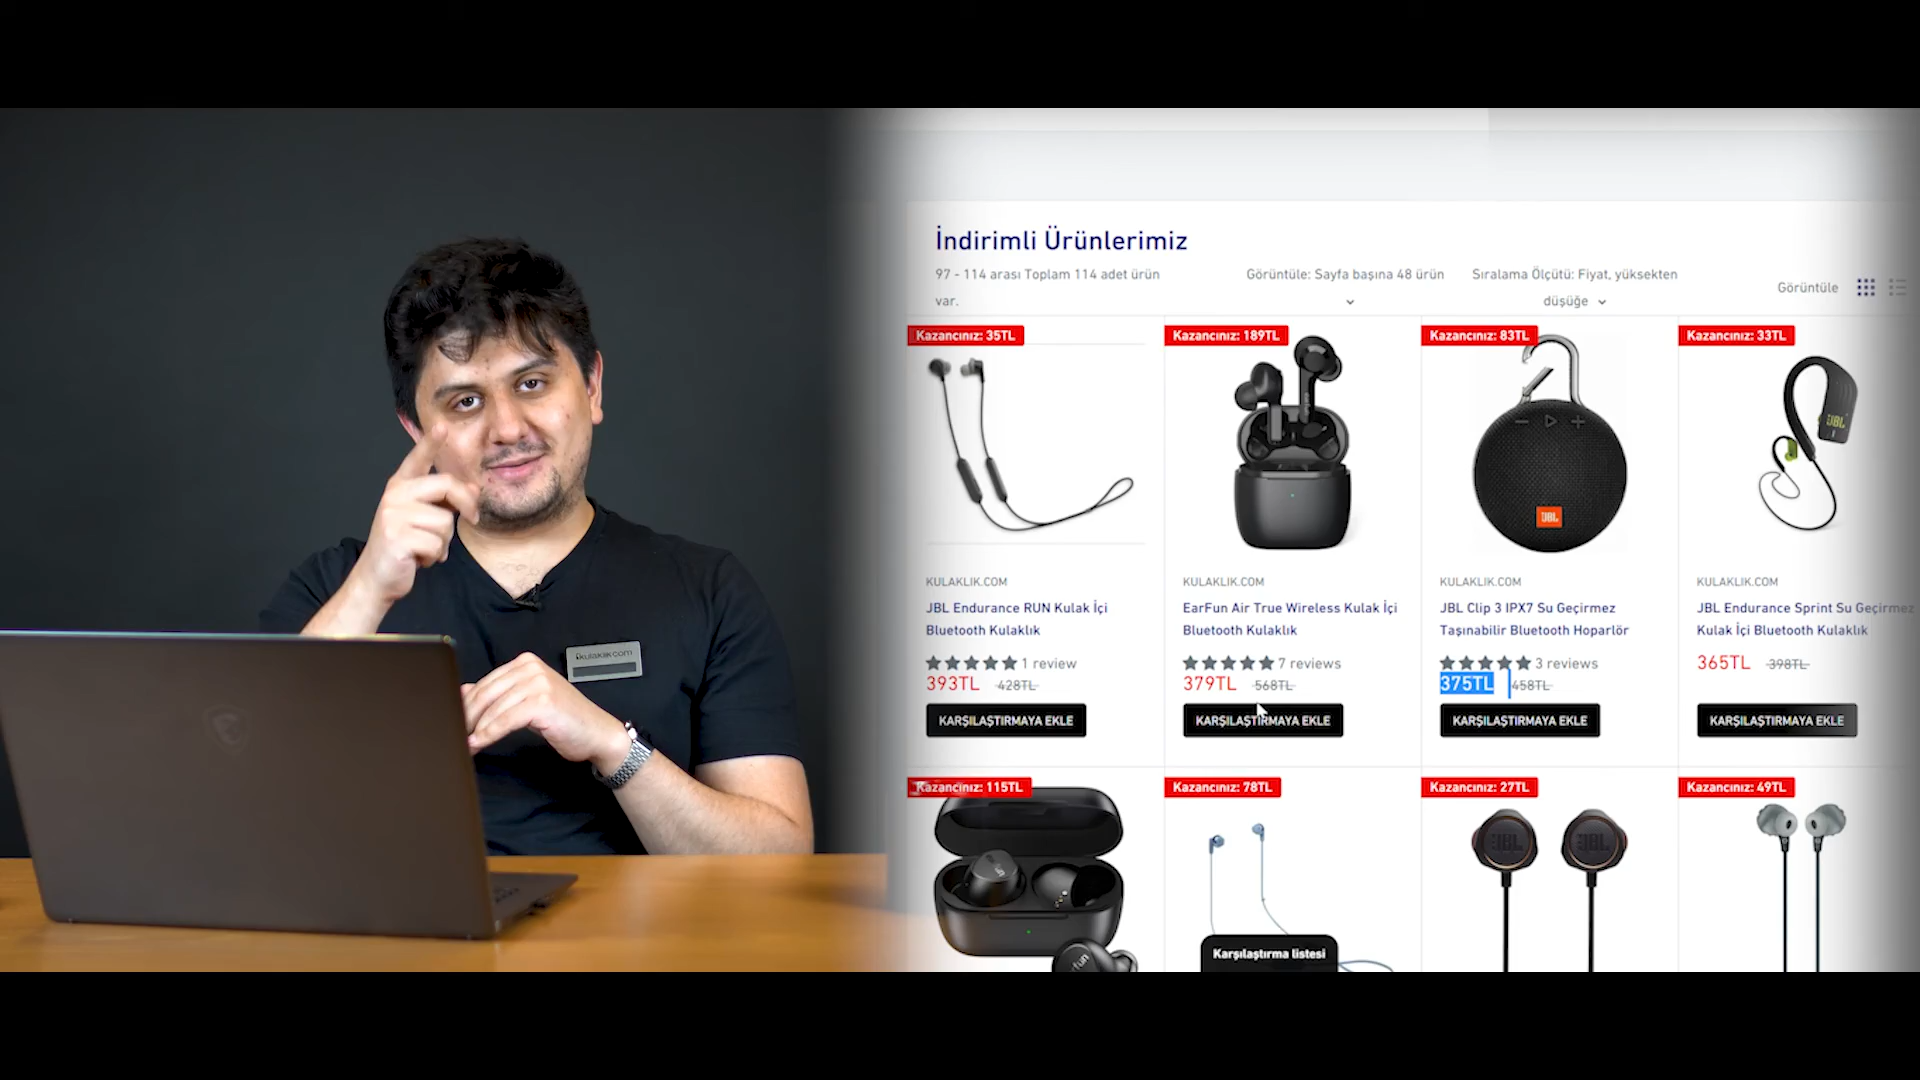 kulaklık.com
İndirimli Ürünlerimiz
97 - 114 arası Toplam 114 adet ürün
var.
Görüntüle: Sayfa başına 48 ürün
Sıralama Ölçütü: Fiyat, yüksekten
düşüğe
Görüntüle
Kazancınız: 35TL
Kazancınız: 189TL
Kazancınız: 83TL
Kazancınız: 33TL
JBL
JBL
KULAKLIK.COM
KULAKLIK.COM
KULAKLIK.COM
KULAKLIK.COM
JBL Endurance RUN Kulak İçi
Bluetooth Kulaklık
EarFun Air True Wireless Kulak İçi
Bluetooth Kulaklık
JBL Clip 3 IPX7 Su Geçirmez
Taşınabilir Bluetooth Hoparlör
JBL Endurance Sprint Su Geçirmez
Kulak İçi Bluetooth Kulaklık
1 review
7 reviews
3 reviews
393TL 428TL
379TL 568TL
375TL 458TL
365TL 398TL
KARŞILAŞTIRMAYA EKLE
KARŞILAŞTIRMAYA EKLE
KARŞILAŞTIRMAYA EKLE
KARŞILAŞTIRMAYA EKLE
Kazancınız: 115TL
Kazancınız: 78TL
Kazancınız: 27TL
Kazancınız: 49TL
JBL
JBL
Karşılaştırma listesi